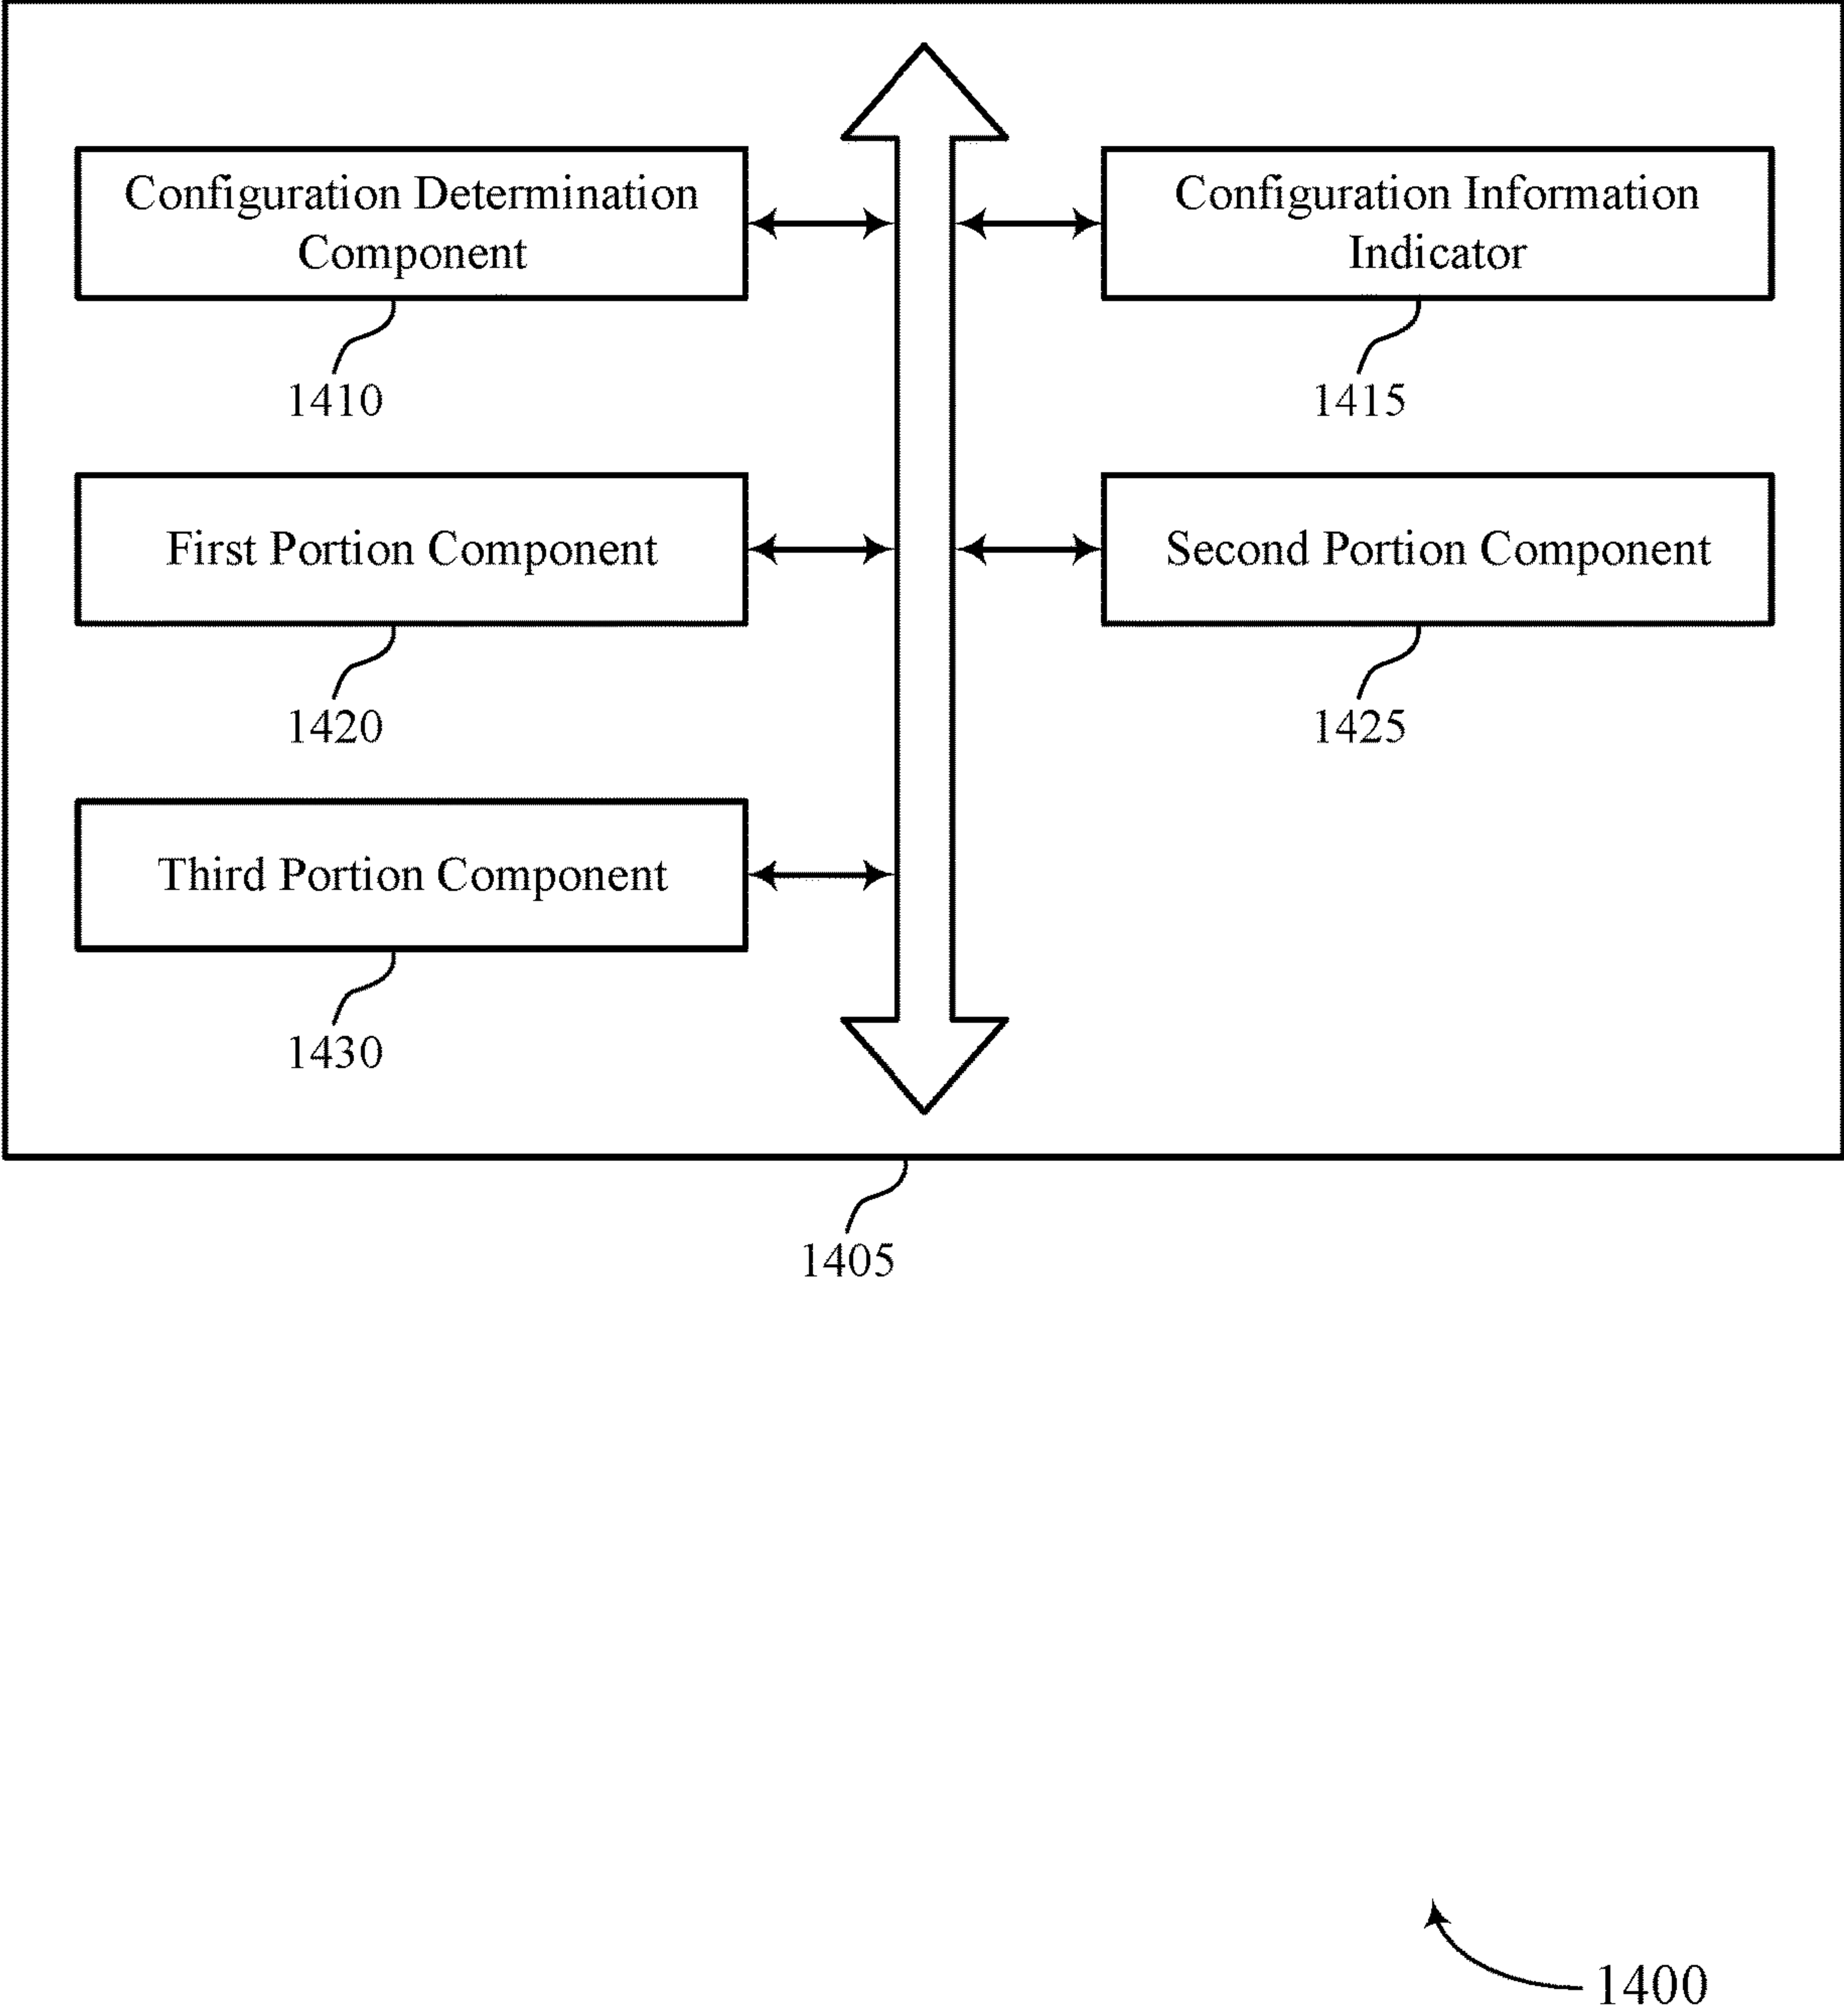 Configuration Determination
Component
1410
Configuration Information
Indicator
1415
First Portion Component
1420
Second Portion Component
1425
Third Portion Component
1430
1405
1400